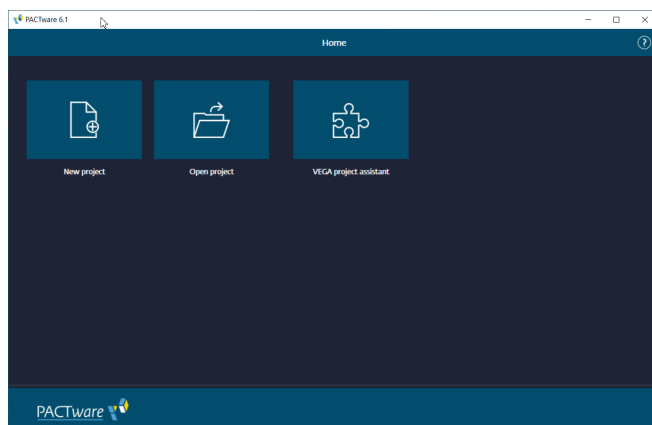 PACTware 6.1
Home
?
New project
Open project
VEGA project assistant
PACTware